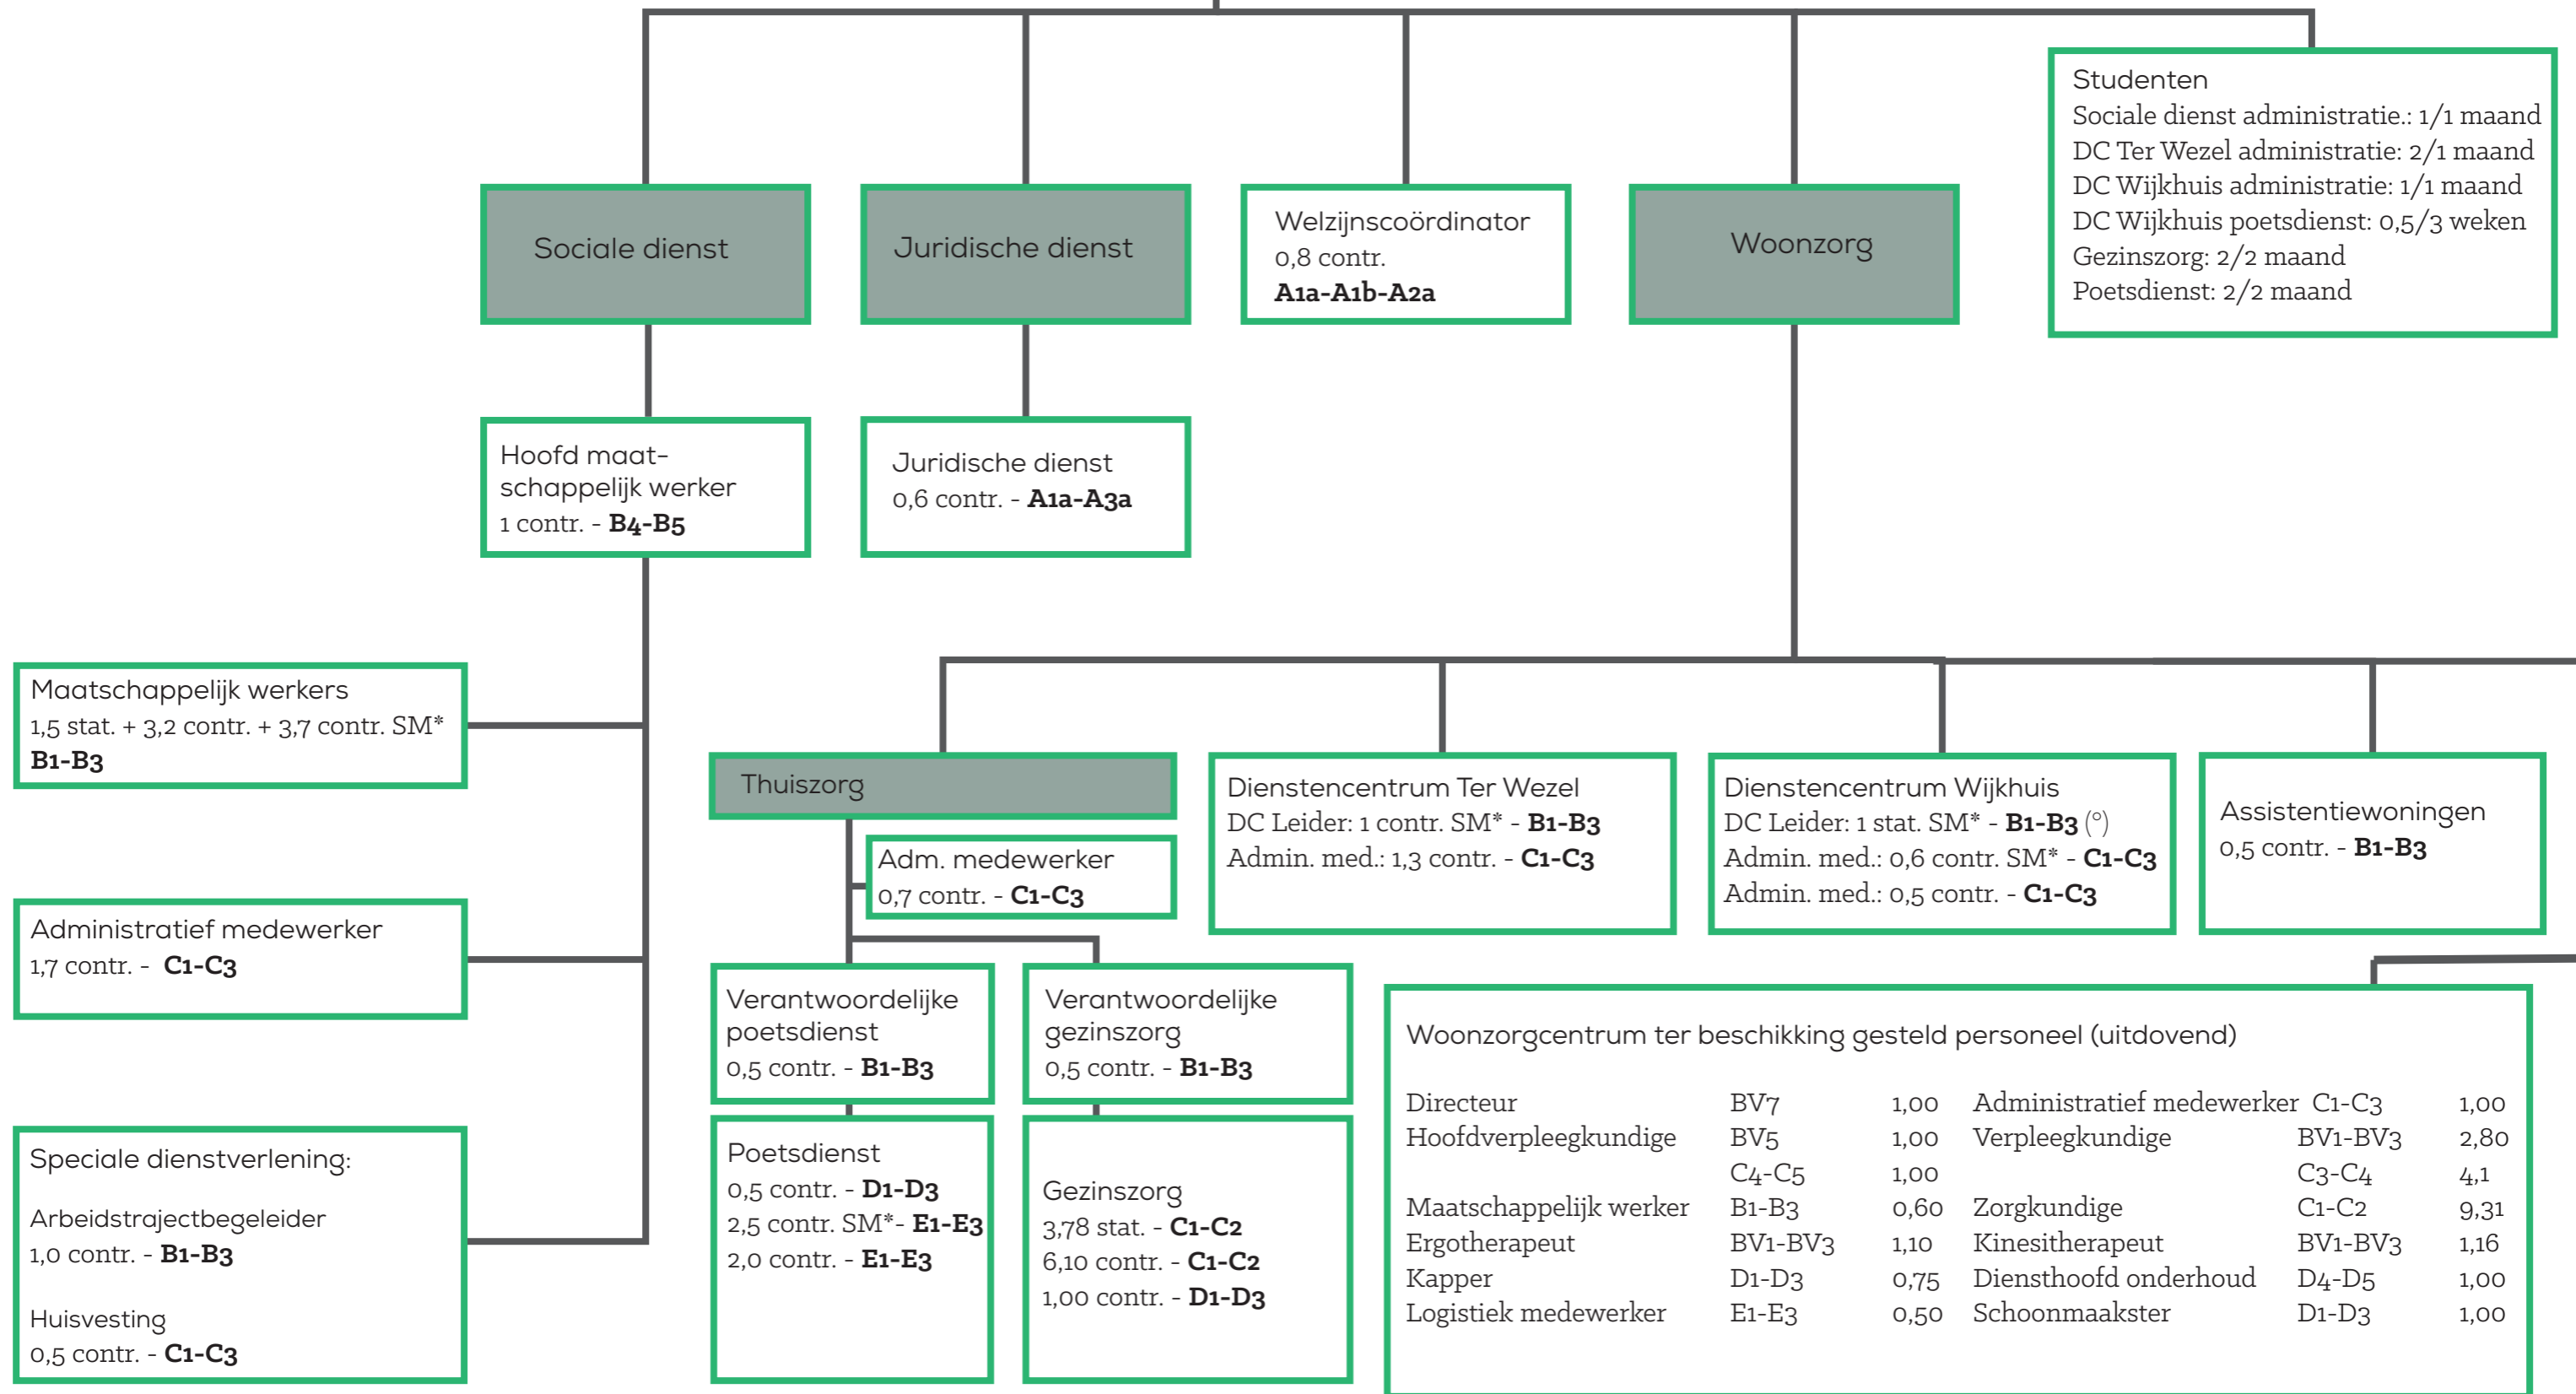 Studenten
Sociale dienst administratie.: 1/1 maand
DC Ter Wezel administratie: 2/1 maand
DC Wijkhuis administratie: 1/1 maand
DC Wijkhuis poetsdienst: 0,5/3 weken
Gezinszorg: 2/2 maand
Poetsdienst: 2/2 maand
Sociale dienst
Juridische dienst
Welzijnscoördinator
0,8 contr.
A1a-A1b-A2a
Woonzorg
Hoofd maat-
schappelijk werker
1 contr. - B4-B5
Juridische dienst
0,6 contr. - A1a-A3a
Maatschappelijk werkers
1,5 stat. + 3,2 contr. + 3,7 contr. SM*
B1-B3
Administratief medewerker
1,7 contr. - C1-C3
Speciale dienstverlening:
Arbeidstrajectbegeleider
1,0 contr. - B1-B3
Huisvesting
0,5 contr. - C1-C3
Thuiszorg
Adm. medewerker
0,7 contr. - C1-C3
Verantwoordelijke
poetsdienst
0,5 contr. - B1-B3
Poetsdienst
0,5 contr. - D1-D3
2,5 contr. SM*- E1-E3
2,0 contr. - E1-E3
Verantwoordelijke
gezinszorg
0,5 contr. - B1-B3
Gezinszorg
3,78 stat. - C1-C2
6,10 contr. - C1-C2
1,00 contr. - D1-D3
Dienstencentrum Ter Wezel
DC Leider: 1 contr. SM* - B1-B3
Admin. med.: 1,3 contr. - C1-C3
Dienstencentrum Wijkhuis
DC Leider: 1 stat. SM* - B1-B3 (°)
Admin. med.: 0,6 contr. SM* - C1-C3
Admin. med.: 0,5 contr. - C1-C3
Assistentiewoningen
0,5 contr. - B1-B3
Woonzorgcentrum ter beschikking gesteld personeel (uitdovend)
Directeur BV7 1,00 Administratief medewerker C1-C3 1,00
Hoofdverpleegkundige BV5 1,00 Verpleegkundige BV1-BV3 2,80
C4-C5 1,00 C3-C4 4,1
Maatschappelijk werker B1-B3 0,60 Zorgkundige C1-C2 9,31
Ergotherapeut BV1-BV3 1,10 Kinesitherapeut BV1-BV3 1,16
Kapper D1-D3 0,75 Diensthoofd onderhoud D4-D5 1,00
Logistiek medewerker E1-E3 0,50 Schoonmaakster D1-D3 1,00